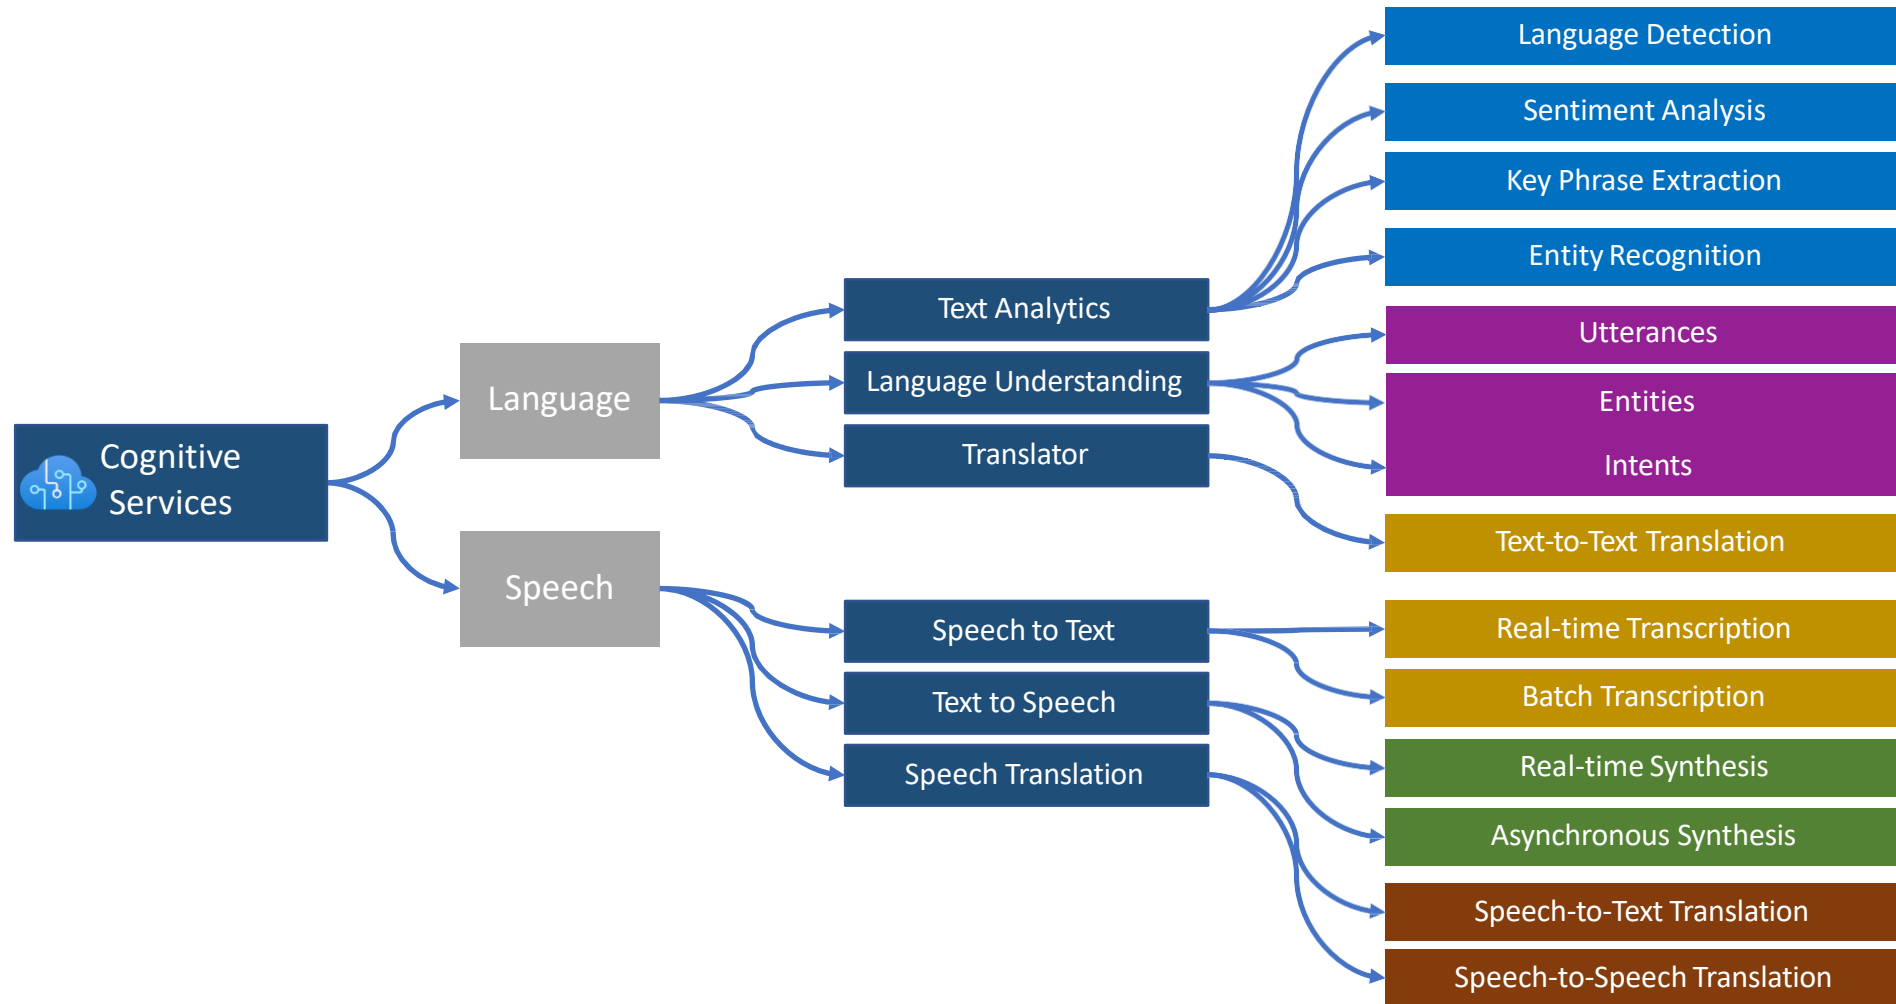 Cognitive
Services
Language
Speech
Text Analytics
Language Understanding
Translator
Speech to Text
Text to Speech
Speech Translation
Language Detection
Sentiment Analysis
Key Phrase Extraction
Entity Recognition
Utterances
Entities
Intents
Text-to-Text Translation
Real-time Transcription
Batch Transcription
Real-time Synthesis
Asynchronous Synthesis
Speech-to-Text Translation
Speech-to-Speech Translation